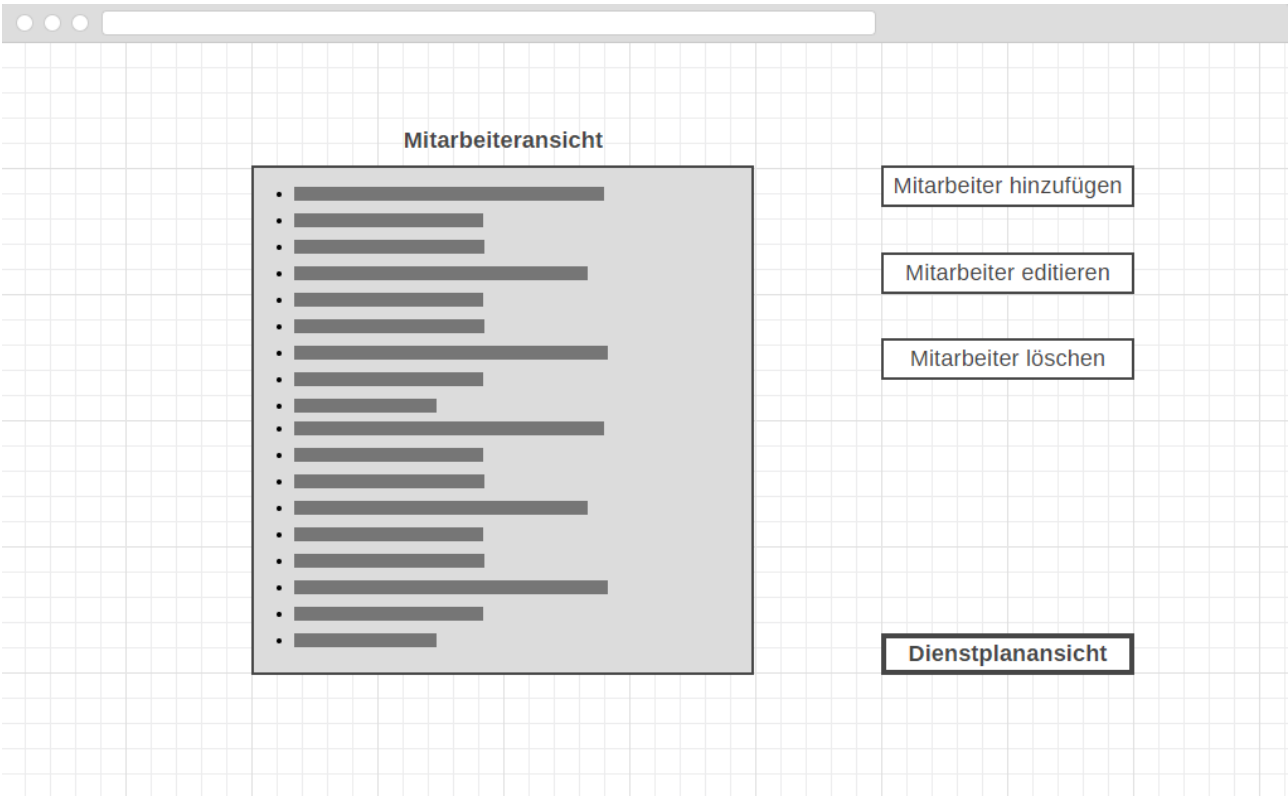 Mitarbeiteransicht
Mitarbeiter hinzufügen
Mitarbeiter editieren
Mitarbeiter löschen
Dienstplanansicht